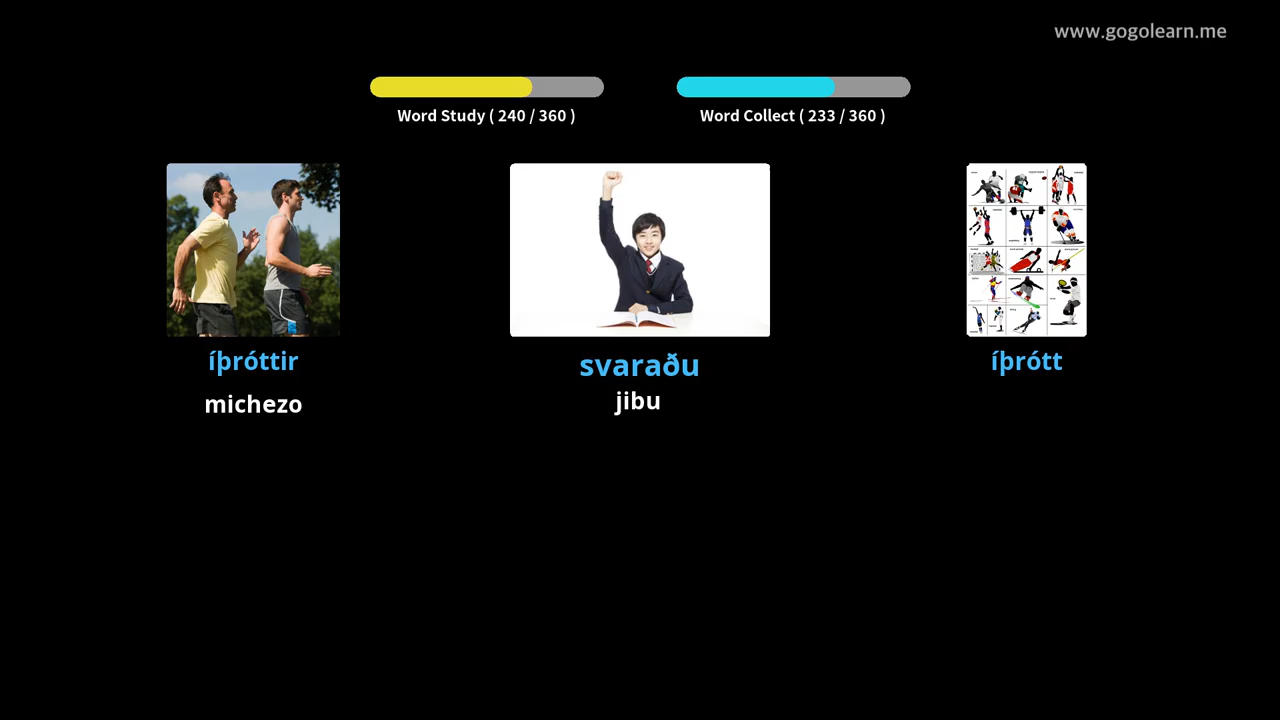 www.gogolearn.me
Word Study ( 240 / 360 )
Word Collect ( 233 / 360 )
íþróttir
michezo
svaraðu
jibu
íþrótt